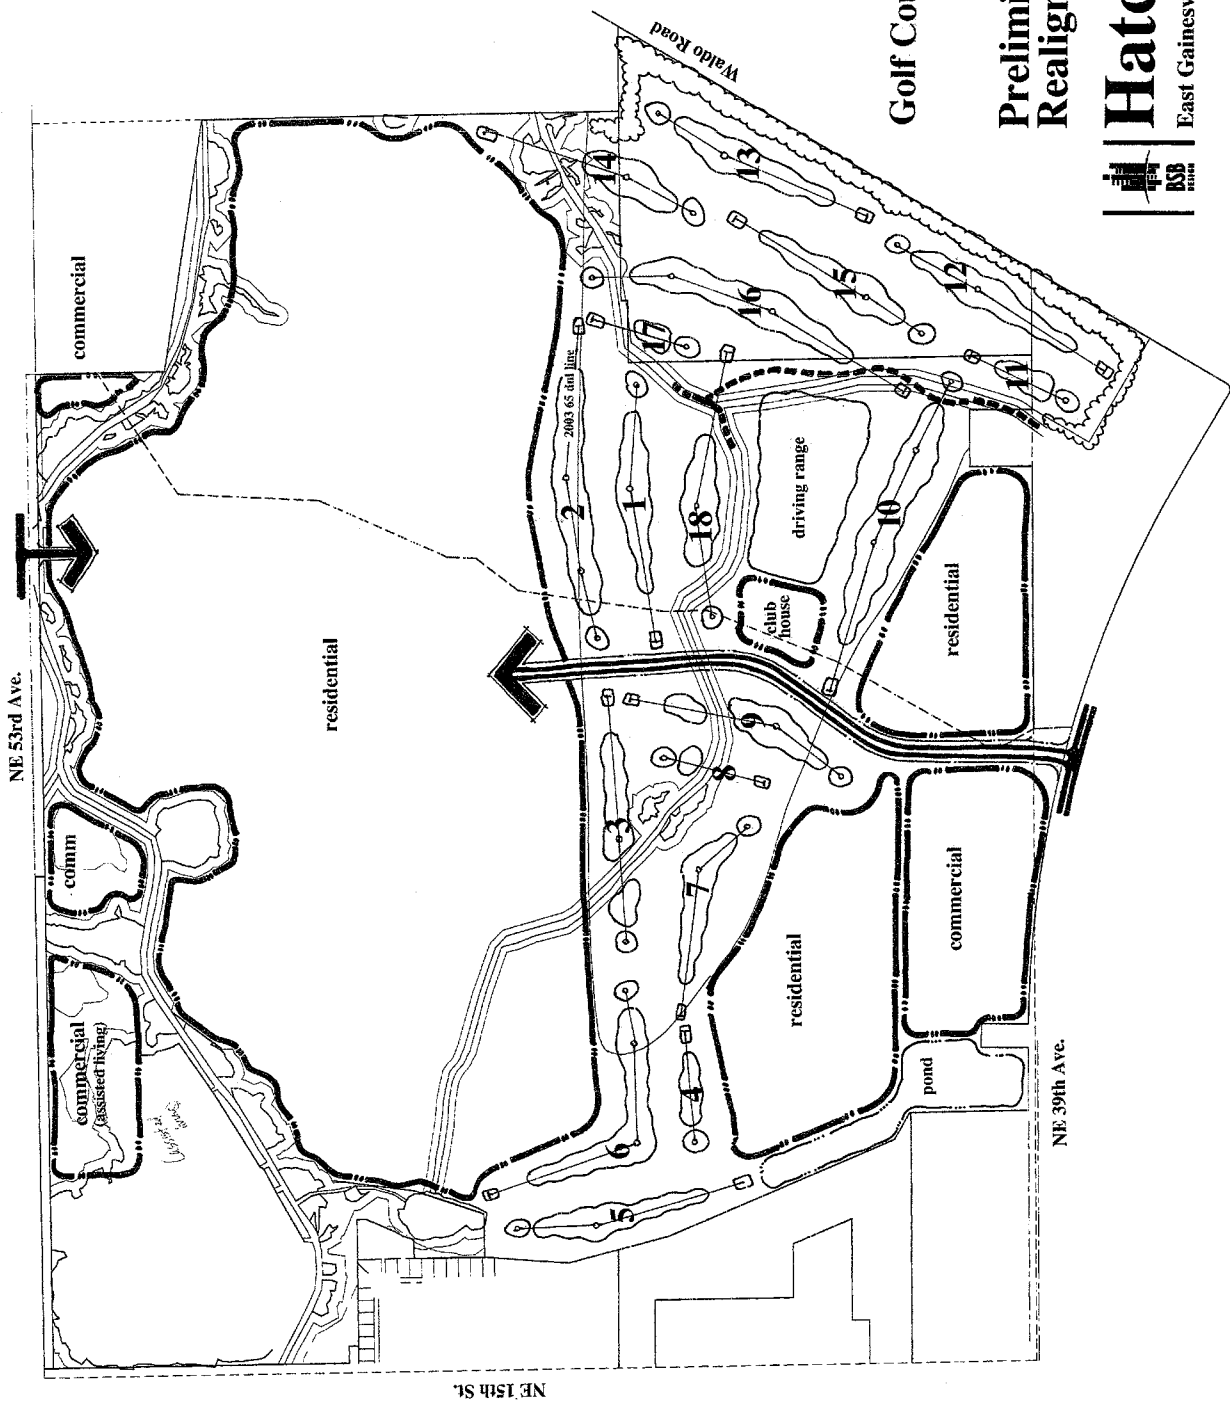 NE 53rd Ave.
commercial
(assisted living)
comm
commercial
residential
NE 15th St.
Waldo Road
2003 65 dnl line
1
2
3
4
5
6
7
8
9
10
11
12
13
14
15
16
17
18
driving range
club
house
residential
residential
commercial
pond
NE 39th Ave.
Golf Cou
Prelimi
Realign
BSB
DESIGN
Hatc
East Gainesv